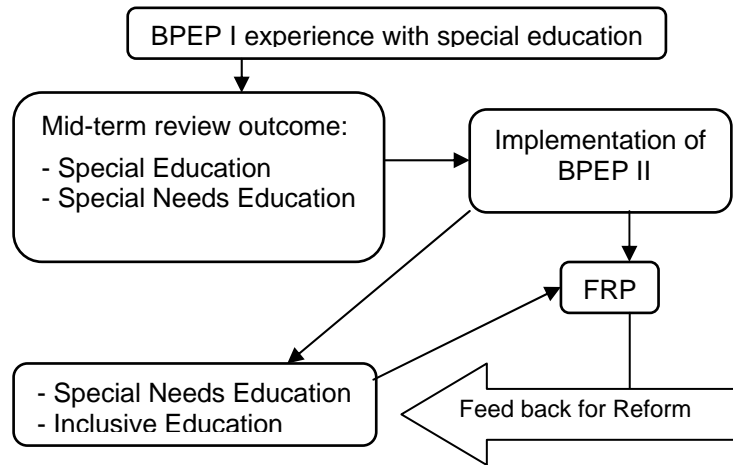 BPEP I experience with special education
Mid-term review outcome:
- Special Education
- Special Needs Education
Implementation of
BPEP II
FRP
- Special Needs Education
- Inclusive Education
Feed back for Reform